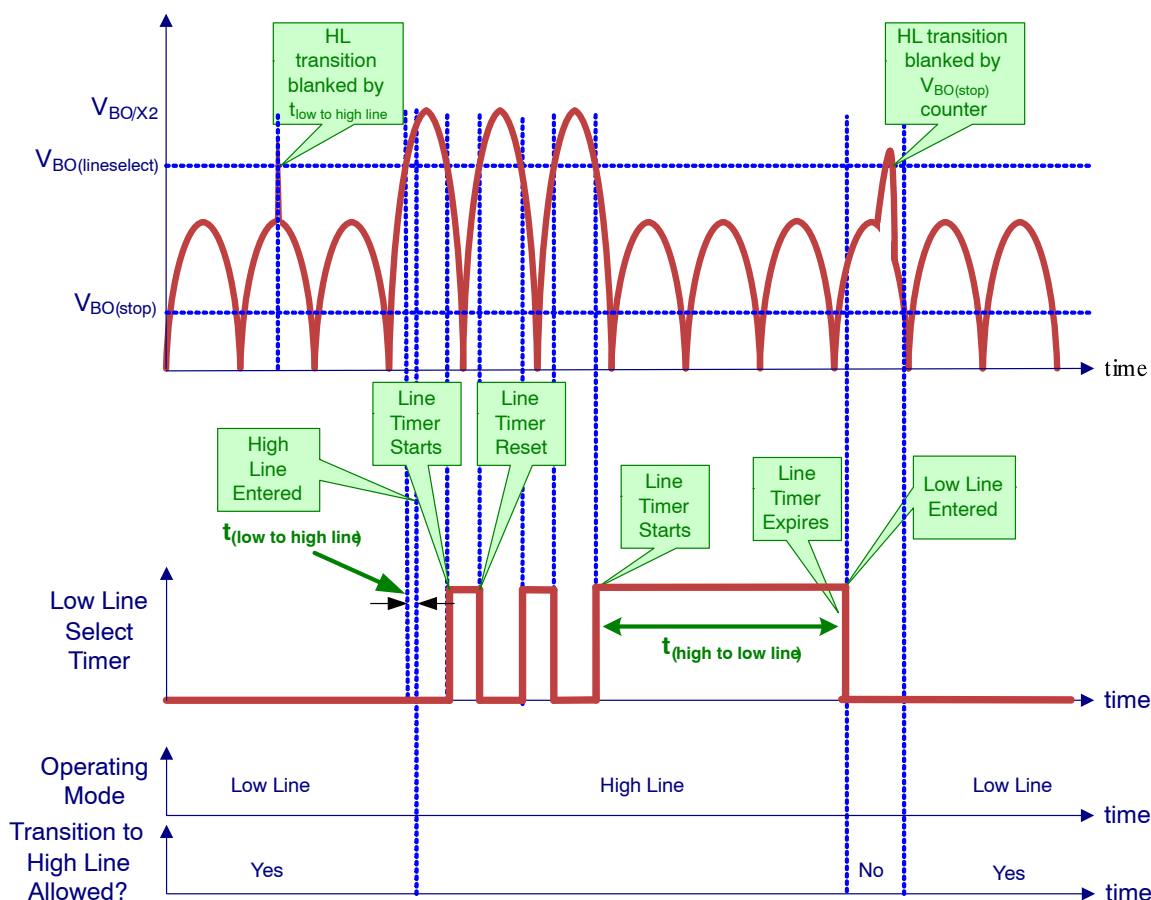 HL
transition
blanked by
tlow to high line
HL transition
blanked by
VBO(stop)
counter
VBO/X2
VBO(lineselect)
VBO(stop)
time
Line
Timer
Starts
Line
Timer
Reset
High
Line
Entered
Line
Timer
Starts
Line
Timer
Expires
Low Line
Entered
t(low to high line)
Low Line
Select
Timer
t(high to low line)
time
Operating
Mode
Low Line
High Line
Low Line
time
Transition to
High Line
Allowed?
Yes
No
Yes
time